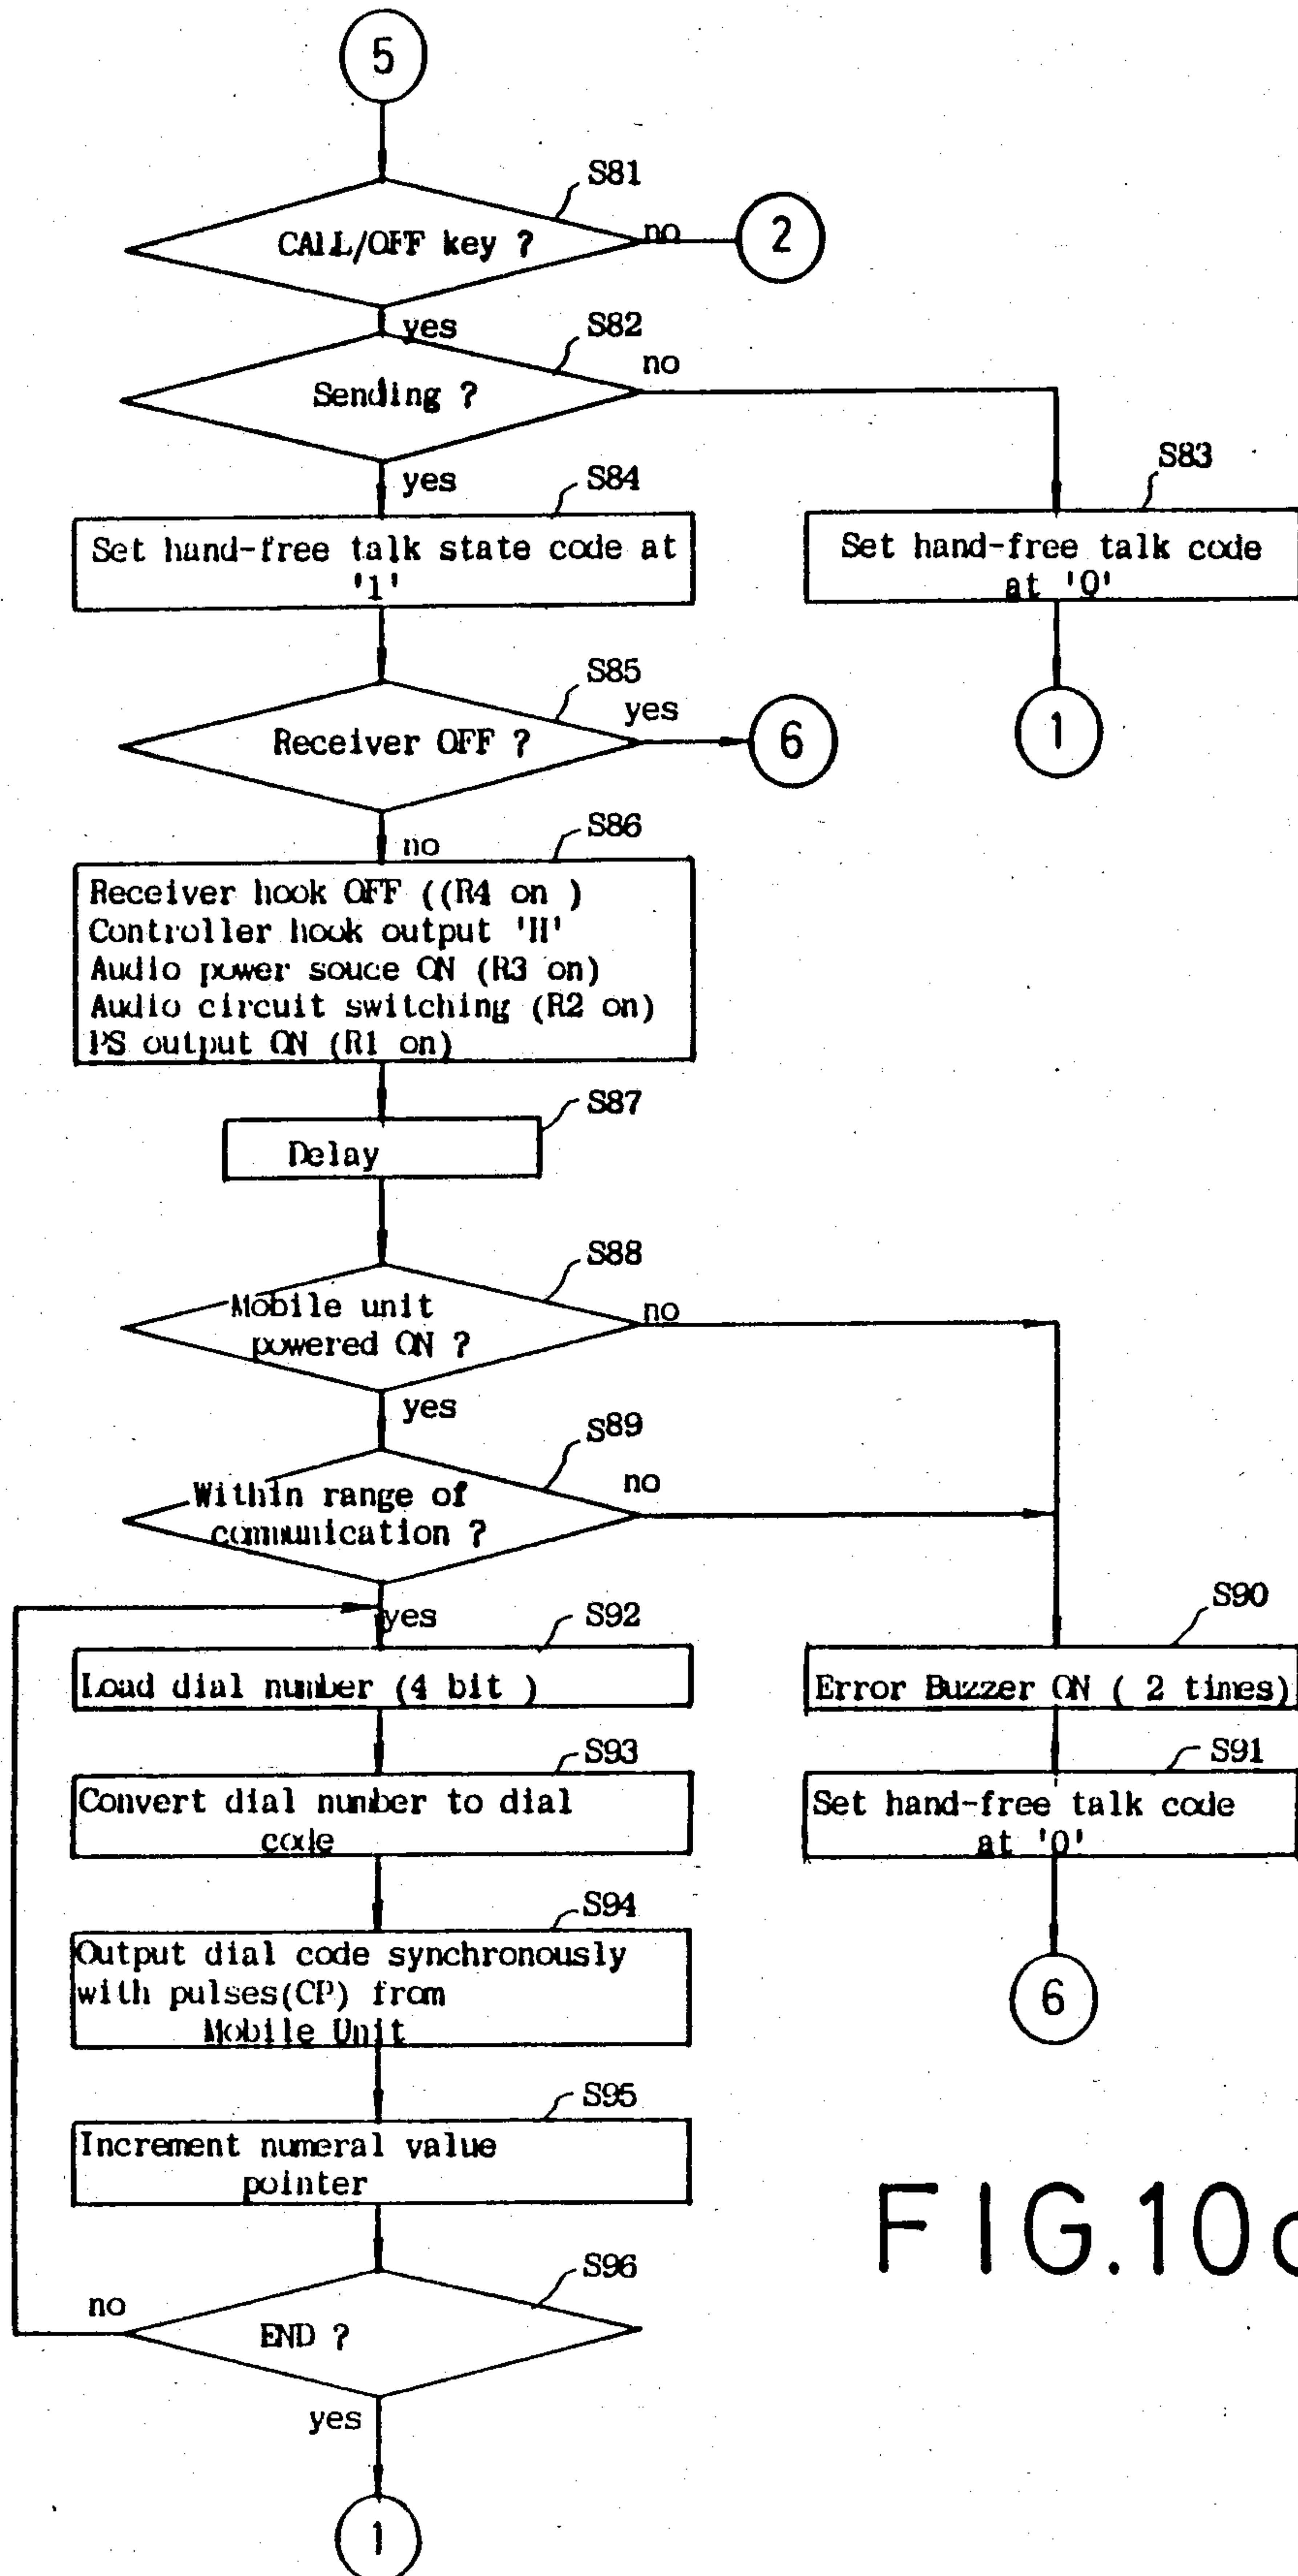 5
S81
CALL/OFF key ?
no
2
yes
S82
no
Sending ?
yes
S84
S83
Set hand-free talk state code at
'1'
Set hand-free talk code
at '0'
S85
yes
Receiver OFF ?
6
1
no
S86
Receiver hook OFF ((R4 on )
Controller hook output 'H'
Audio power souce ON (R3 on)
Audio circuit switching (R2 on)
PS output ON (R1 on)
S87
Delay
S88
Mobile unit
powered ON ?
no
yes
S89
no
Within range of
communication ?
yes
S92
S90
Load dial number (4 bit )
Error Buzzer ON ( 2 times)
S93
S91
Convert dial number to dial
code
Set hand-free talk code
at '0'
S94
Output dial code synchronously
with pulses(CP) from
Mobile Unit
6
S95
Increment numeral value
pointer
FIG.10
S96
no
END ?
yes
1